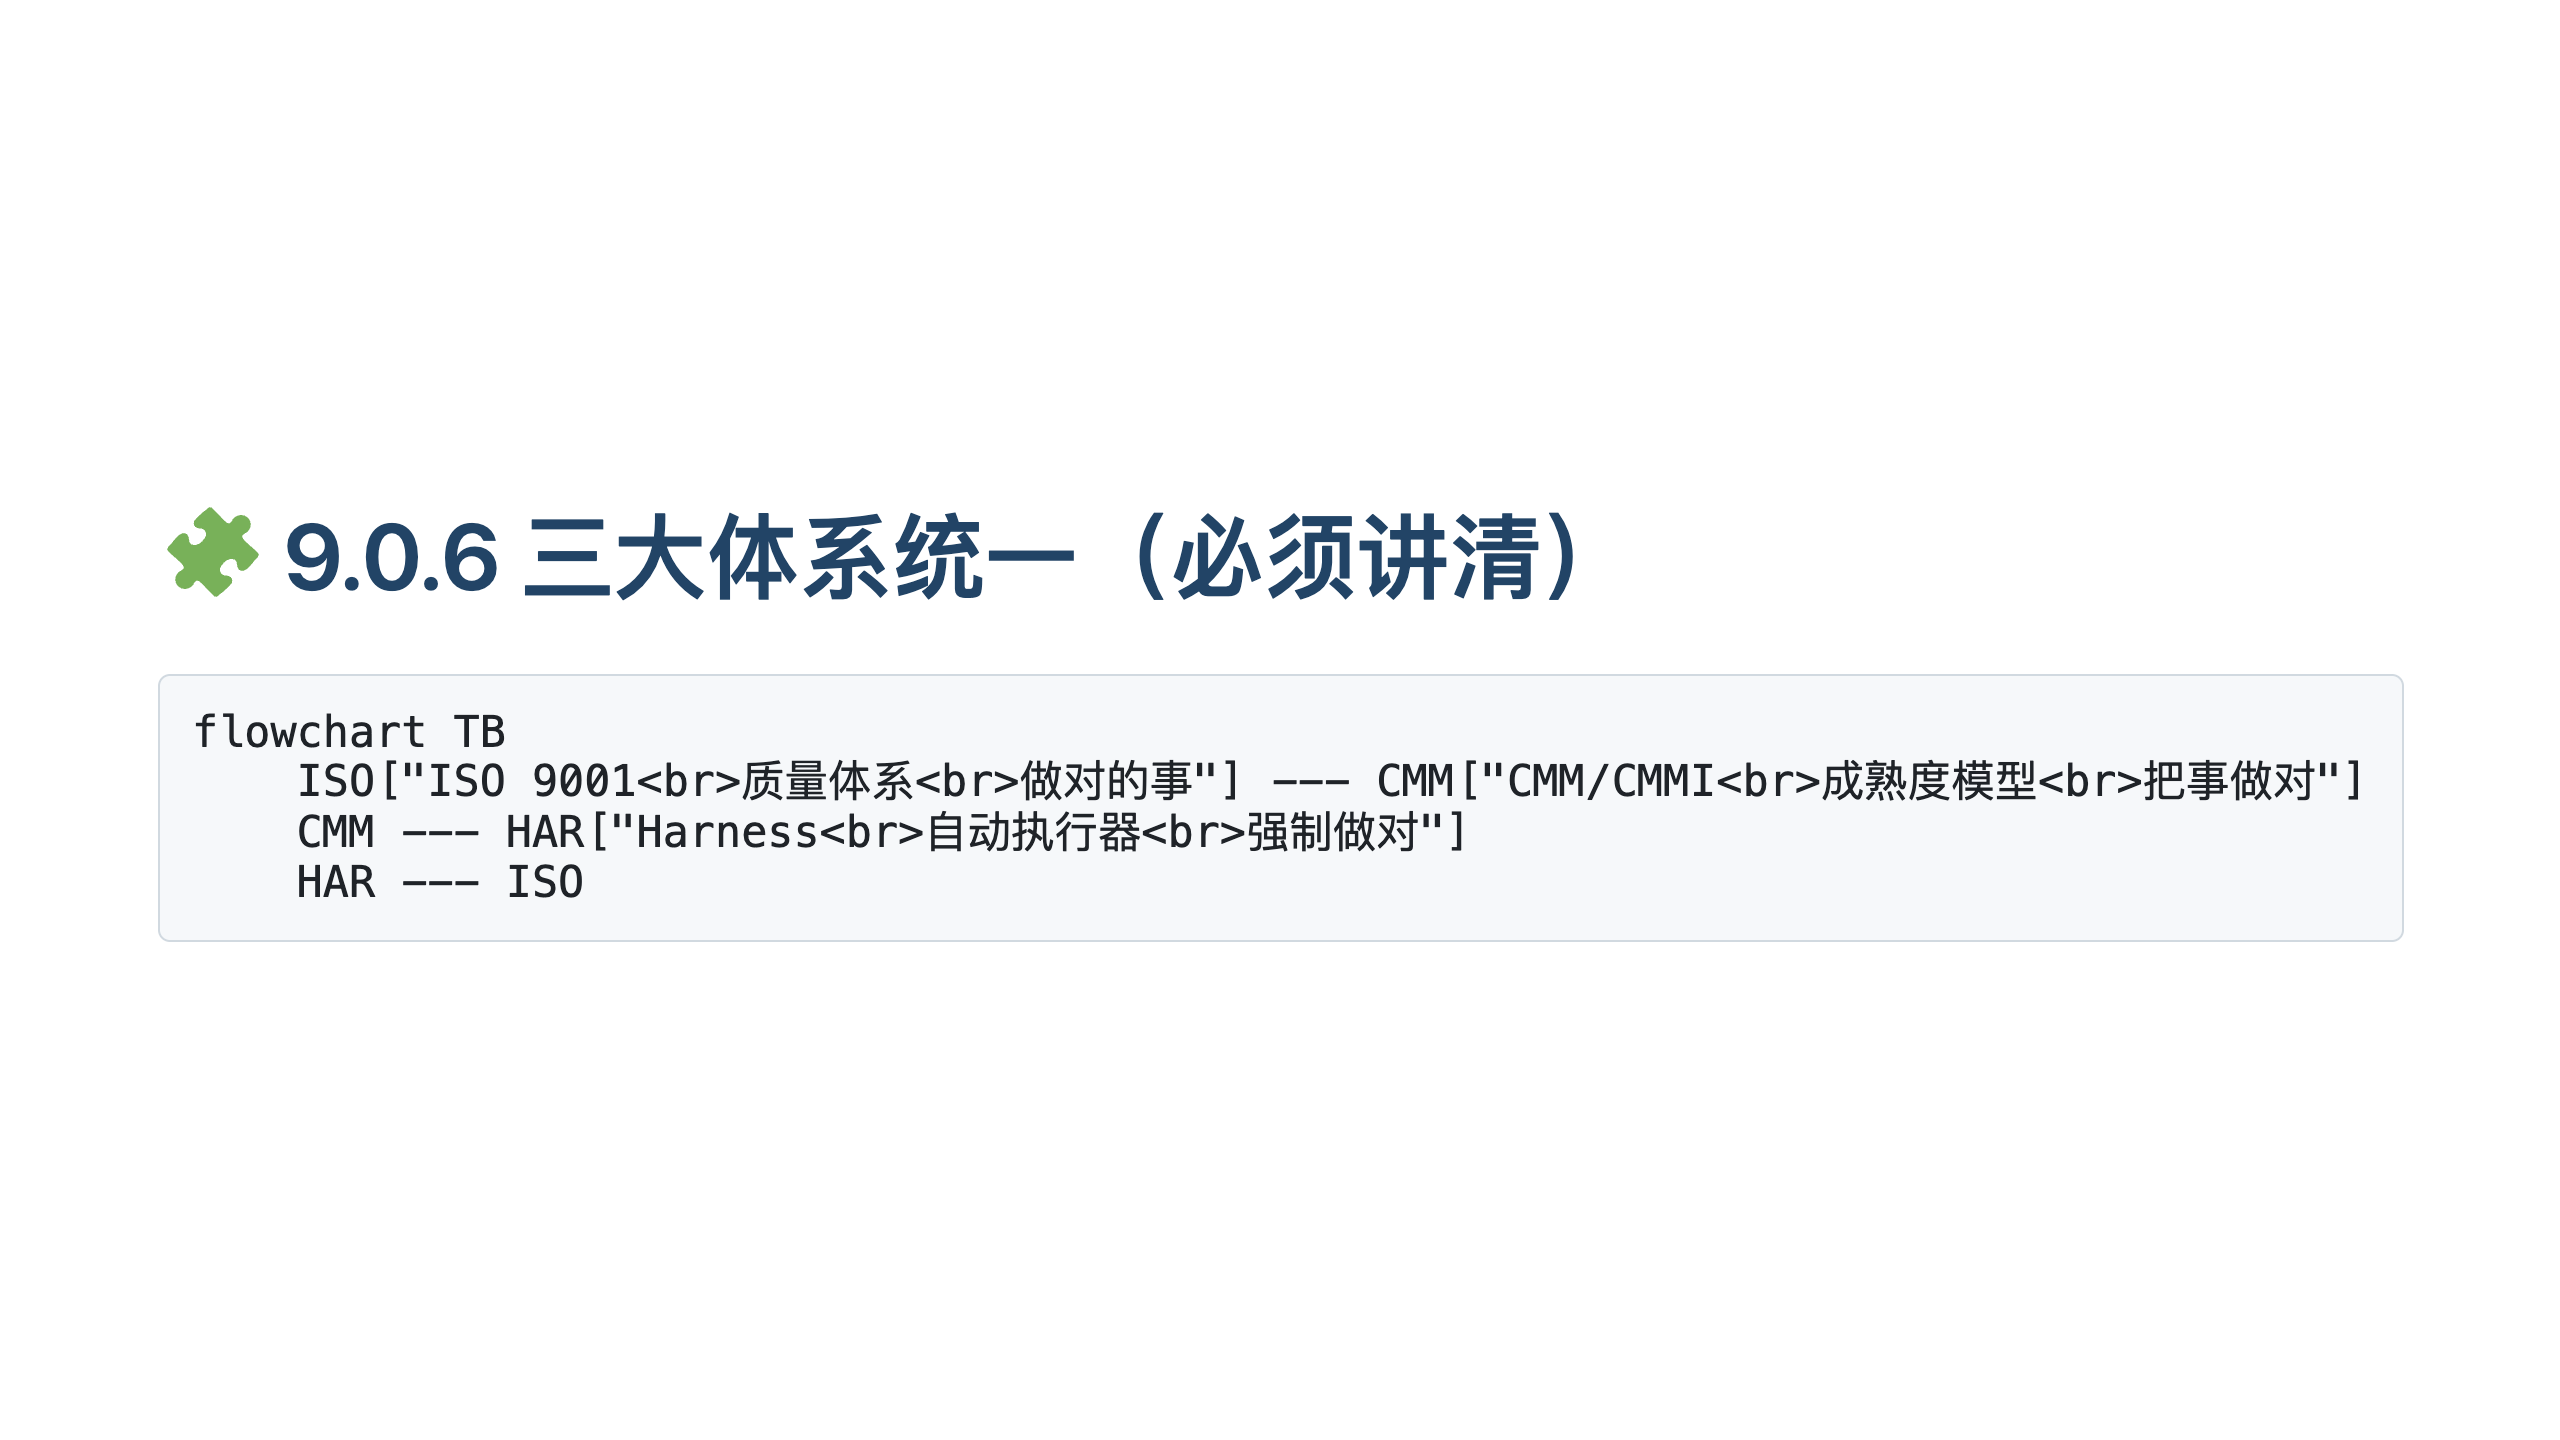 🧩 9.0.6 三大体系统一（必须讲清）
flowchart TB
    ISO["ISO 9001<br>质量体系<br>做对的事"] --- CMM["CMM/CMMI<br>成熟度模型<br>把事做对"]
    CMM --- HAR["Harness<br>自动执行器<br>强制做对"]
    HAR --- ISO